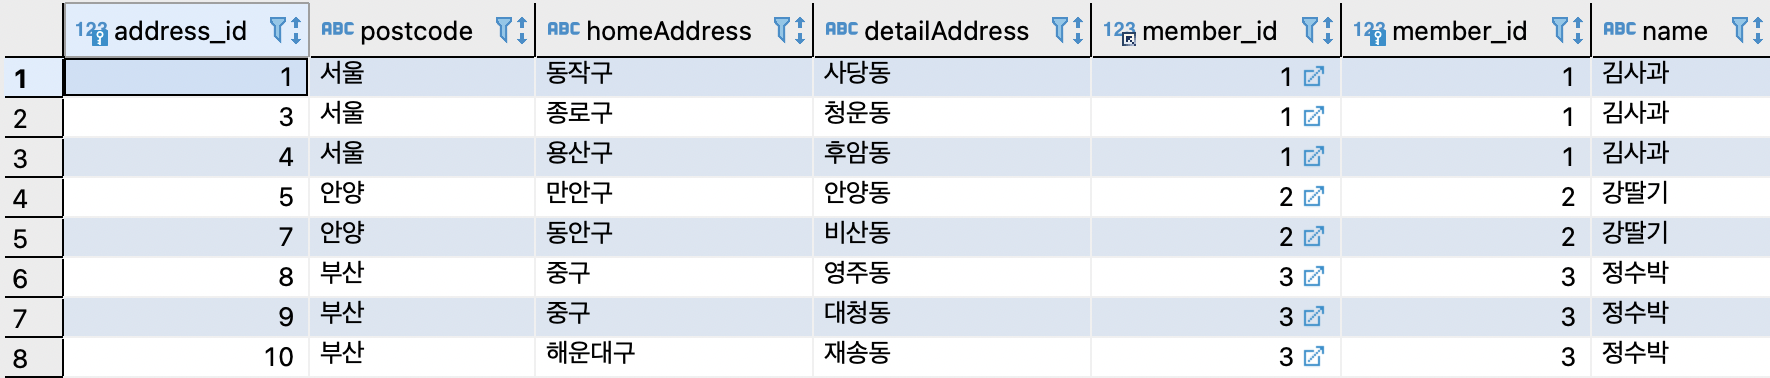 123 address_id ABC postcode ABC homeAddress ABC detailAddress 123 member_id 123 member_id ABC name
1 1 서울 동작구 사당동 1 1 김사과
2 3 서울 종로구 청운동 1 1 김사과
3 4 서울 용산구 후암동 1 1 김사과
4 5 안양 만안구 안양동 2 2 강딸기
5 7 안양 동안구 비산동 2 2 강딸기
6 8 부산 중구 영주동 3 3 정수박
7 9 부산 중구 대청동 3 3 정수박
8 10 부산 해운대구 재송동 3 3 정수박